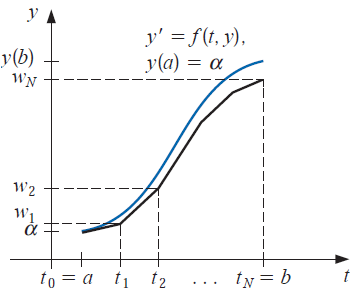 y
y' = f(t, y),
y(a) = α
y(b)
w_N
w_2
w_1
α
t_0 = a t_1 t_2 ... t_N = b t